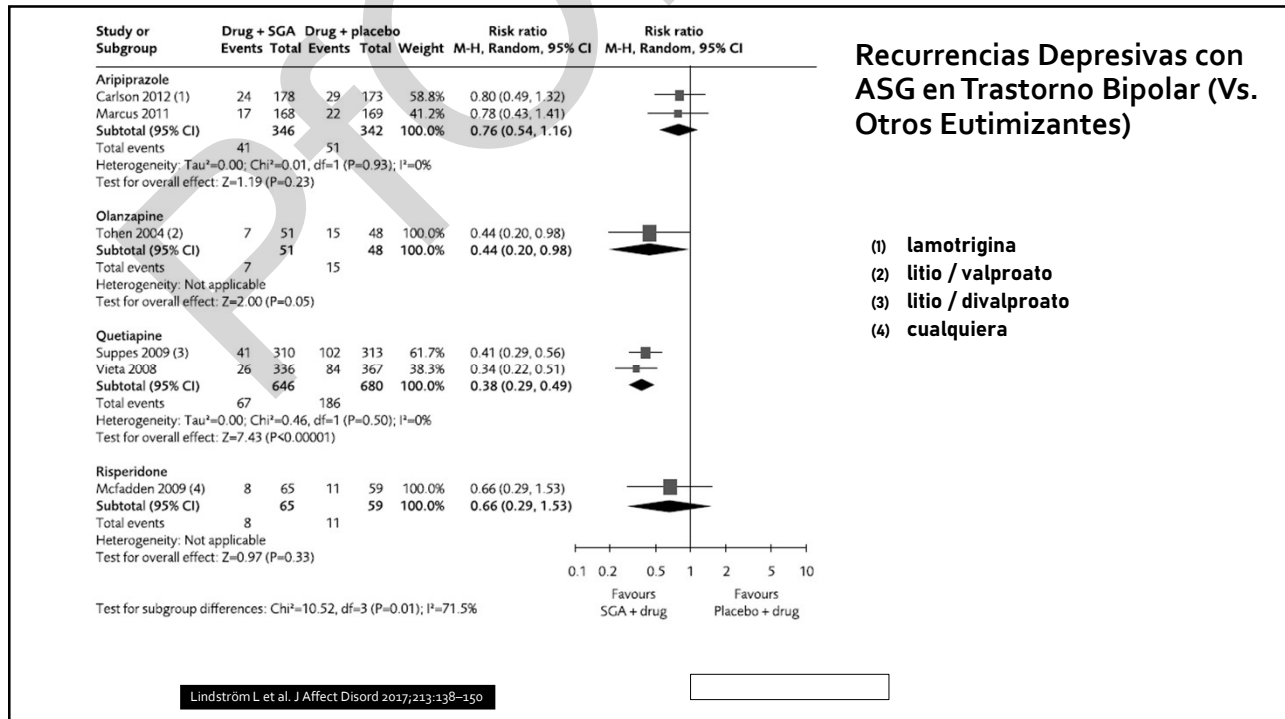 Study or Drug + SGA Drug + placebo Risk ratio Risk ratio
Subgroup Events Total Events Total Weight M-H, Random, 95% CI M-H, Random, 95% CI
Aripiprazole
Carlson 2012 (1) 24 178 29 173 58.8% 0.80 (0.49, 1.32)
Marcus 2011 17 168 22 169 41.2% 0.78 (0.43, 1.41)
Subtotal (95% CI) 346 342 100.0% 0.76 (0.54, 1.16)
Total events 41 51
Heterogeneity: Tau²=0.00; Chi²=0.01, df=1 (P=0.93); I²=0%
Test for overall effect: Z=1.19 (P=0.23)
Olanzapine
Tohen 2004 (2) 7 51 15 48 100.0% 0.44 (0.20, 0.98)
Subtotal (95% CI) 51 48 100.0% 0.44 (0.20, 0.98)
Total events 7 15
Heterogeneity: Not applicable
Test for overall effect: Z=2.00 (P=0.05)
Quetiapine
Suppes 2009 (3) 41 310 102 313 61.7% 0.41 (0.29, 0.56)
Vieta 2008 26 336 84 367 38.3% 0.34 (0.22, 0.51)
Subtotal (95% CI) 646 680 100.0% 0.38 (0.29, 0.49)
Total events 67 186
Heterogeneity: Tau²=0.00; Chi²=0.46, df=1 (P=0.50); I²=0%
Test for overall effect: Z=7.43 (P<0.00001)
Risperidone
Mcfadden 2009 (4) 8 65 11 59 100.0% 0.66 (0.29, 1.53)
Subtotal (95% CI) 65 59 100.0% 0.66 (0.29, 1.53)
Total events 8 11
Heterogeneity: Not applicable
Test for overall effect: Z=0.97 (P=0.33)
0.1 0.2 0.5 1 2 5 10
Favours Favours
SGA + drug Placebo + drug
Test for subgroup differences: Chi²=10.52, df=3 (P=0.01); I²=71.5%
Recurrencias Depresivas con
ASG en Trastorno Bipolar (Vs.
Otros Eutimizantes)
(1) lamotrigina
(2) litio / valproato
(3) litio / divalproato
(4) cualquiera
Lindström L et al. J Affect Disord 2017;213:138–150